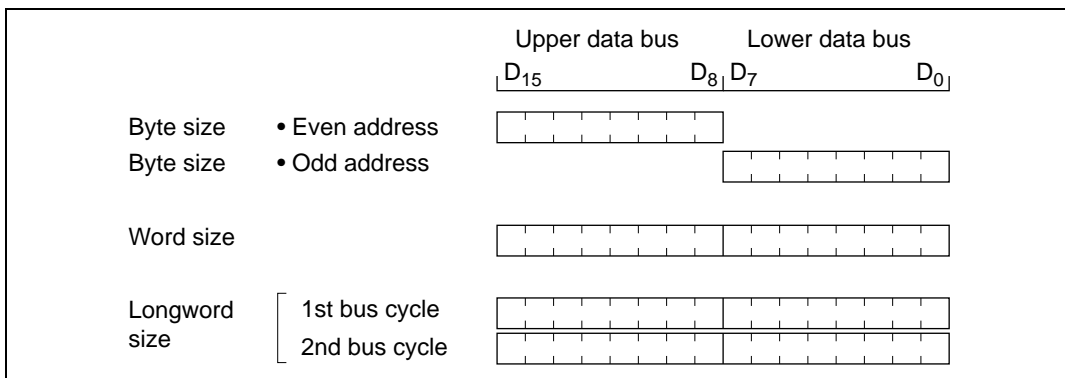 Upper data bus Lower data bus
D15 D8 D7 D0
Byte size • Even address
Byte size • Odd address
Word size
Longword size 1st bus cycle
2nd bus cycle